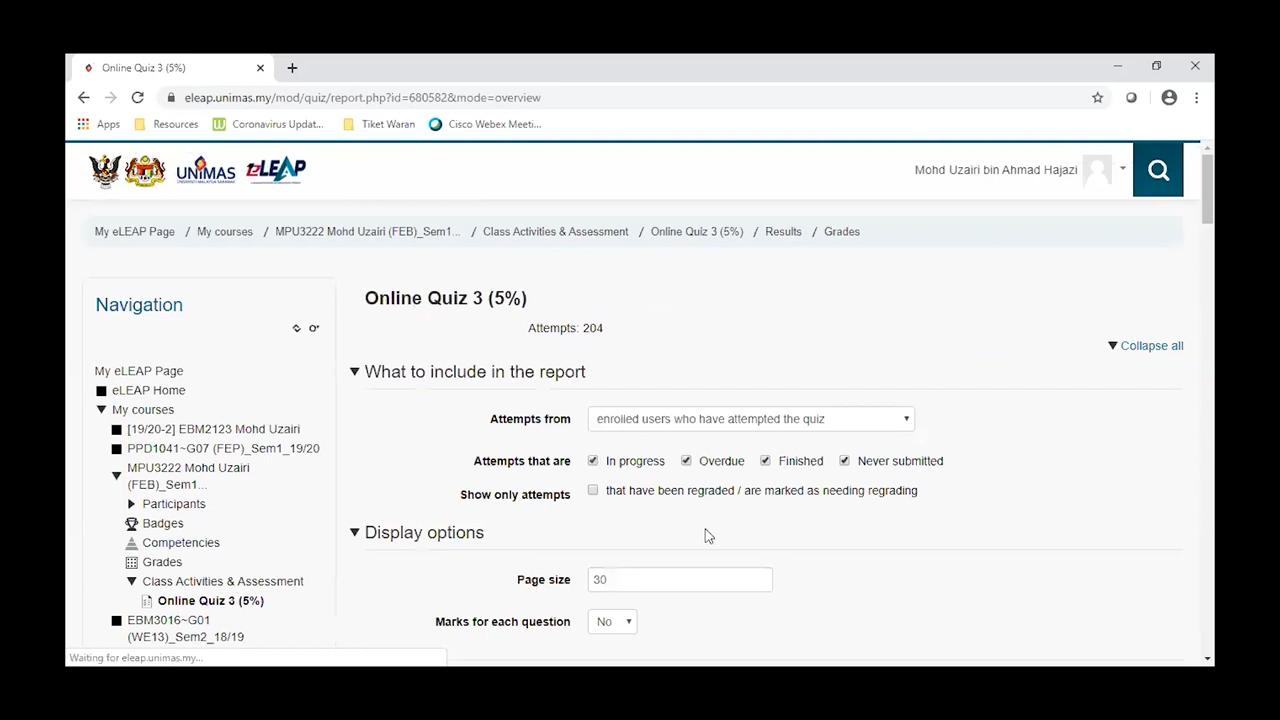 Online Quiz 3 (5%)
eleap.unimas.my/mod/quiz/report.php?id=680582&mode=overview
Apps Resources Coronavirus Updat... Tiket Waran Cisco Webex Meeti...
UNIMAS eLEAP Mohd Uzairi bin Ahmad Hajazi
My eLEAP Page / My courses / MPU3222 Mohd Uzairi (FEB)_Sem1... / Class Activities & Assessment / Online Quiz 3 (5%) / Results / Grades
Navigation
My eLEAP Page
eLEAP Home
My courses
[19/20-2] EBM2123 Mohd Uzairi
PPD1041~G07 (FEP)_Sem1_19/20
MPU3222 Mohd Uzairi
(FEB)_Sem1...
Participants
Badges
Competencies
Grades
Class Activities & Assessment
Online Quiz 3 (5%)
EBM3016~G01
(WE13)_Sem2_18/19
Online Quiz 3 (5%)
Attempts: 204
Collapse all
What to include in the report
Attempts from enrolled users who have attempted the quiz
Attempts that are In progress Overdue Finished Never submitted
Show only attempts that have been regraded / are marked as needing regrading
Display options
Page size 30
Marks for each question No
Waiting for eleap.unimas.my...